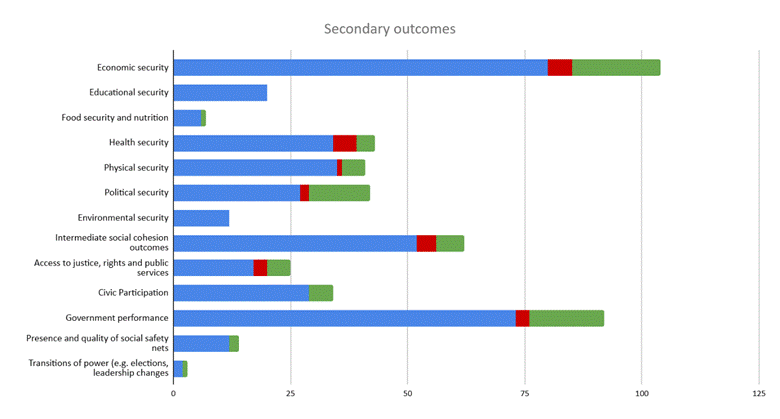 Secondary outcomes
Economic security
Educational security
Food security and nutrition
Health security
Physical security
Political security
Environmental security
Intermediate social cohesion
outcomes
Access to justice, rights and public
services
Civic Participation
Government performance
Presence and quality of social safety
nets
Transitions of power (e.g. elections,
leadership changes
0
25
50
75
100
125